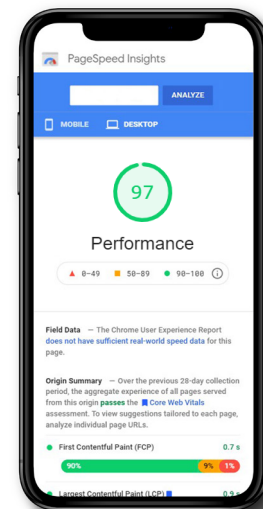 PageSpeed Insights
ANALYZE
MOBILE DESKTOP
97
Performance
0–49 50–89 90–100
Field Data — The Chrome User Experience Report
does not have sufficient real-world speed data for this
page.
Origin Summary — Over the previous 28-day collection
period, the aggregate experience of all pages served
from this origin passes the Core Web Vitals
assessment. To view suggestions tailored to each page,
analyze individual page URLs.
First Contentful Paint (FCP) 0.7 s
90% 9% 1%
Largest Contentful Paint (LCP) 0.9 s